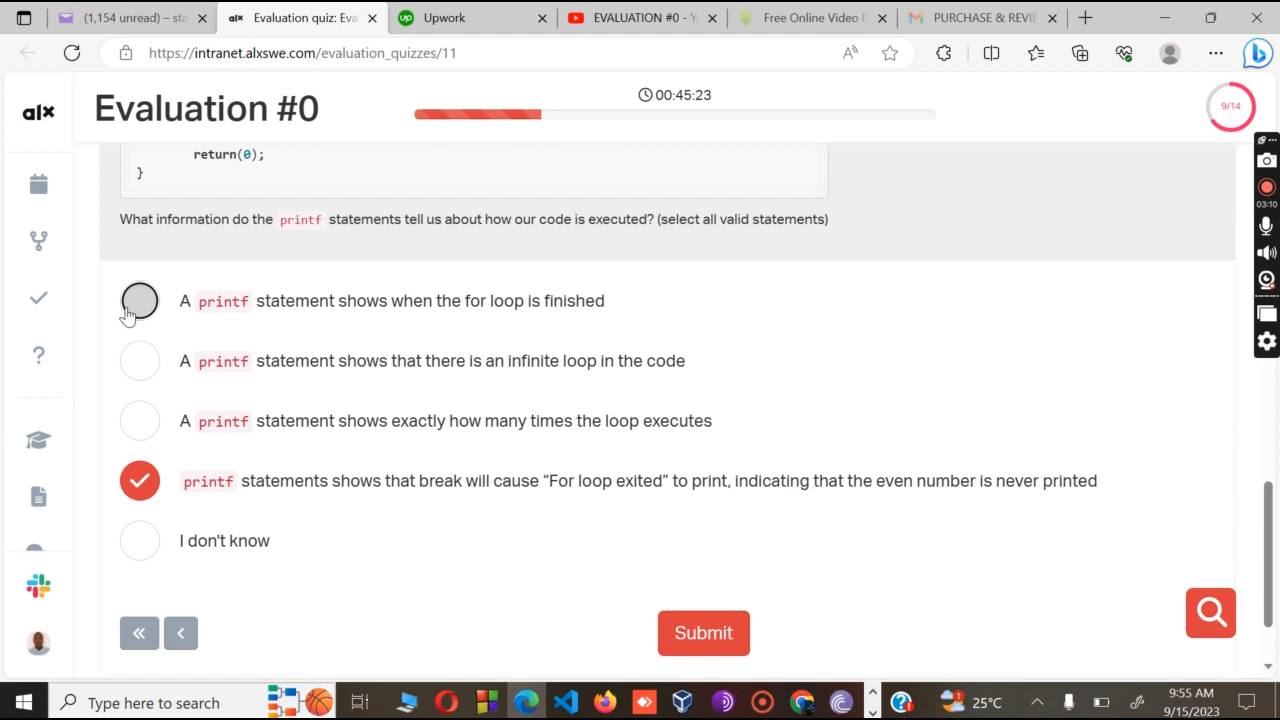 (1,154 unread) – sta
Evaluation quiz: Eva
Upwork
EVALUATION #0 - Y
Free Online Video D
PURCHASE & REVIE
https://intranet.alxswe.com/evaluation_quizzes/11
alx
Evaluation #0
00:45:23
9/14
return(0);
}
03:10
What information do the printf statements tell us about how our code is executed? (select all valid statements)
A printf statement shows when the for loop is finished
A printf statement shows that there is an infinite loop in the code
A printf statement shows exactly how many times the loop executes
printf statements shows that break will cause “For loop exited” to print, indicating that the even number is never printed
I don't know
Submit
Type here to search
25°C
9:55 AM
9/15/2023